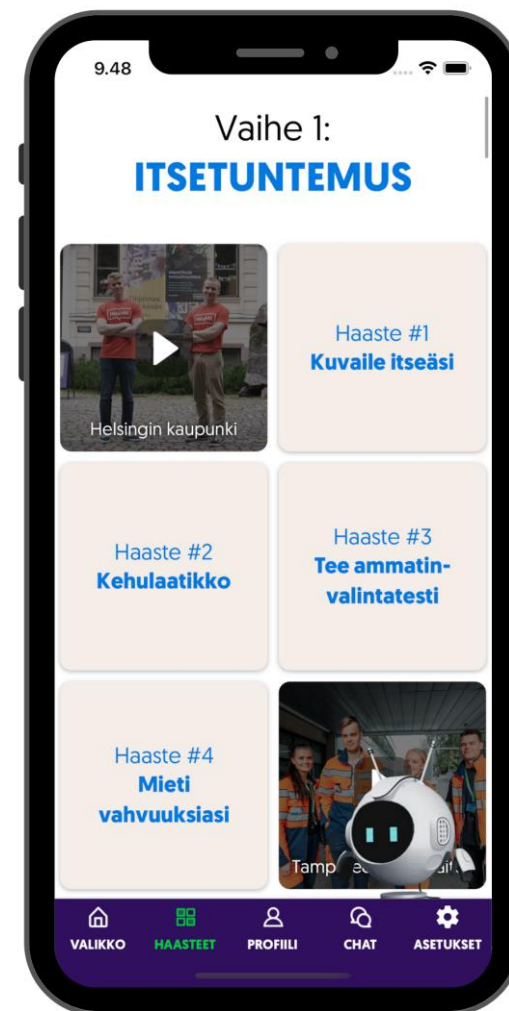 9.48
Vaihe 1:
ITSETUNTEMUS
Helsingin kaupunki
Haaste #1
Kuvaile itseäsi
Haaste #2
Kehulaatikko
Haaste #3
Tee ammatin-
valintatesti
Haaste #4
Mieti
vahvuuksiasi
VALIKKO
HAASTEET
PROFIILI
CHAT
ASETUKSET